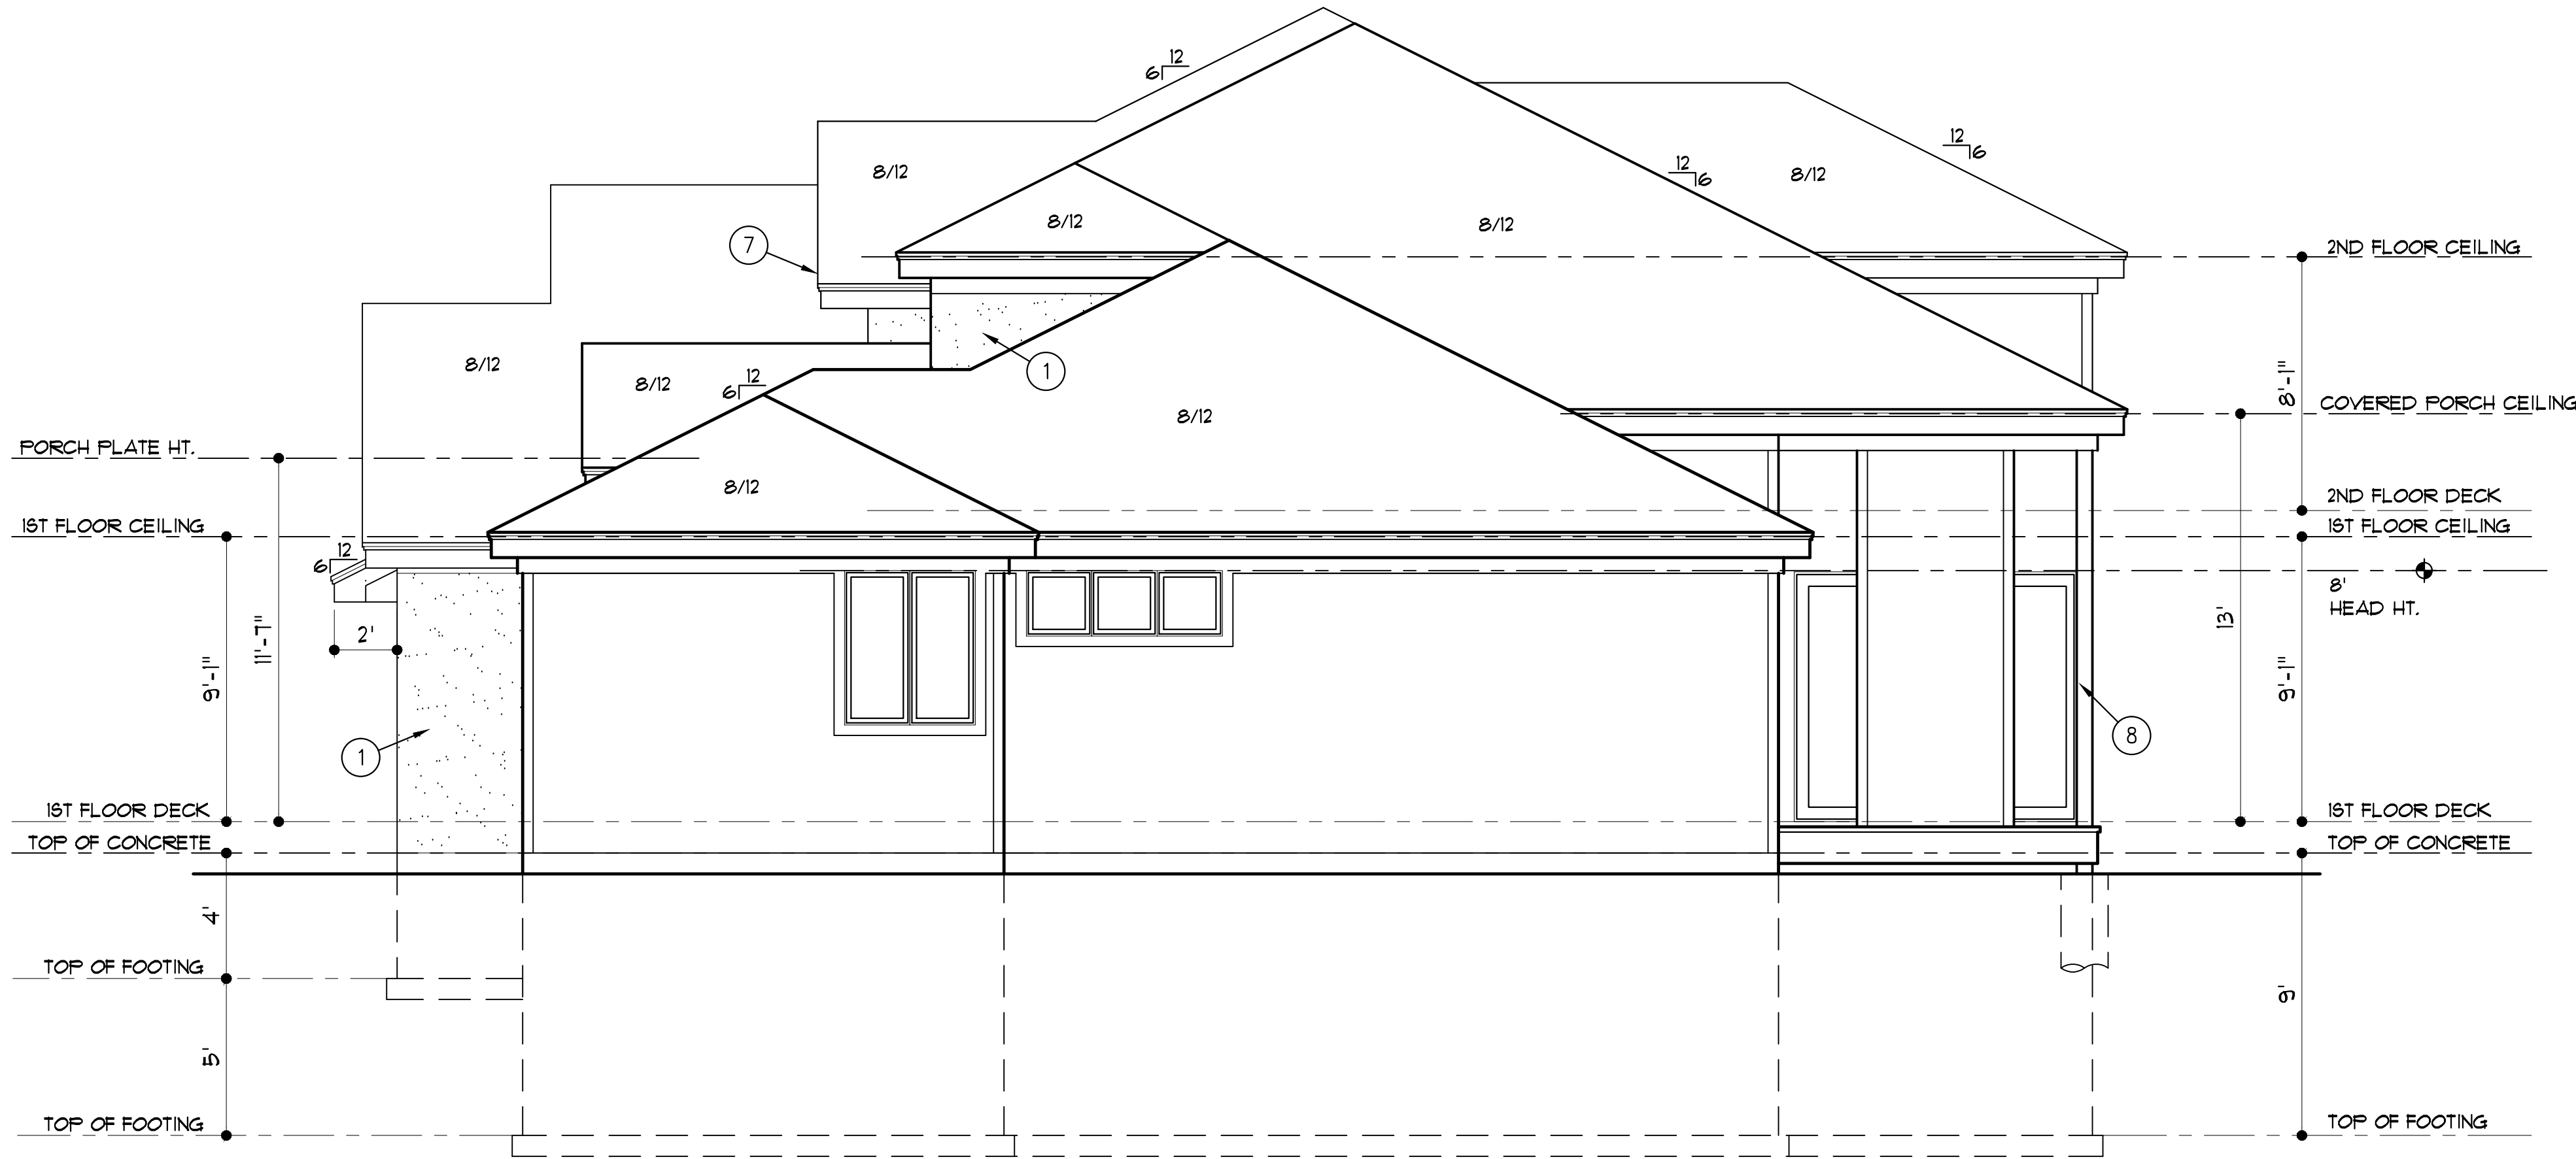 12
6
12
6
12
6
8/12
8/12
8/12
8/12
7
2ND FLOOR CEILING
1
8/12
8/12
12
6
8/12
8'-1"
COVERED PORCH CEILING
PORCH PLATE HT.
8/12
2ND FLOOR DECK
1ST FLOOR CEILING
1ST FLOOR CEILING
12
6
8'
HEAD HT.
2'
11'-7"
9'-1"
13'
9'-1"
1
8
1ST FLOOR DECK
1ST FLOOR DECK
TOP OF CONCRETE
TOP OF CONCRETE
4'
TOP OF FOOTING
9'
5'
TOP OF FOOTING
TOP OF FOOTING